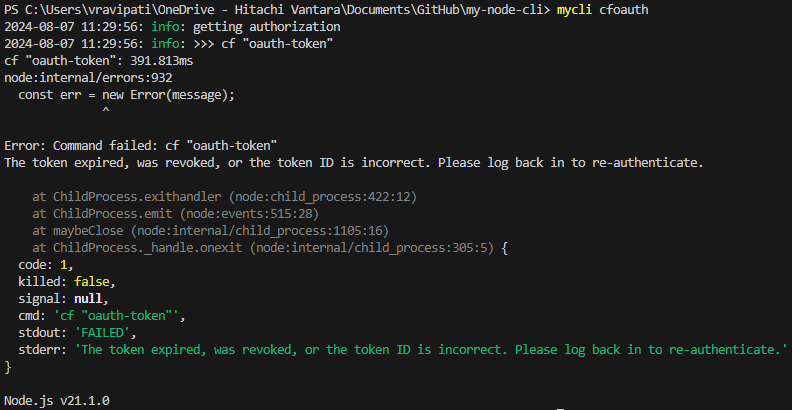 PS C:\Users\vravipati\OneDrive - Hitachi Vantara\Documents\GitHub\my-node-cli> mycli cfoauth
2024-08-07 11:29:56: info: getting authorization
2024-08-07 11:29:56: info: >>> cf "oauth-token"
cf "oauth-token": 391.813ms
node:internal/errors:932
  const err = new Error(message);
              ^
Error: Command failed: cf "oauth-token"
The token expired, was revoked, or the token ID is incorrect. Please log back in to re-authenticate.
    at ChildProcess.exithandler (node:child_process:422:12)
    at ChildProcess.emit (node:events:515:28)
    at maybeClose (node:internal/child_process:1105:16)
    at ChildProcess._handle.onexit (node:internal/child_process:305:5) {
  code: 1,
  killed: false,
  signal: null,
  cmd: 'cf "oauth-token"',
  stdout: 'FAILED',
  stderr: 'The token expired, was revoked, or the token ID is incorrect. Please log back in to re-authenticate.'
}
Node.js v21.1.0